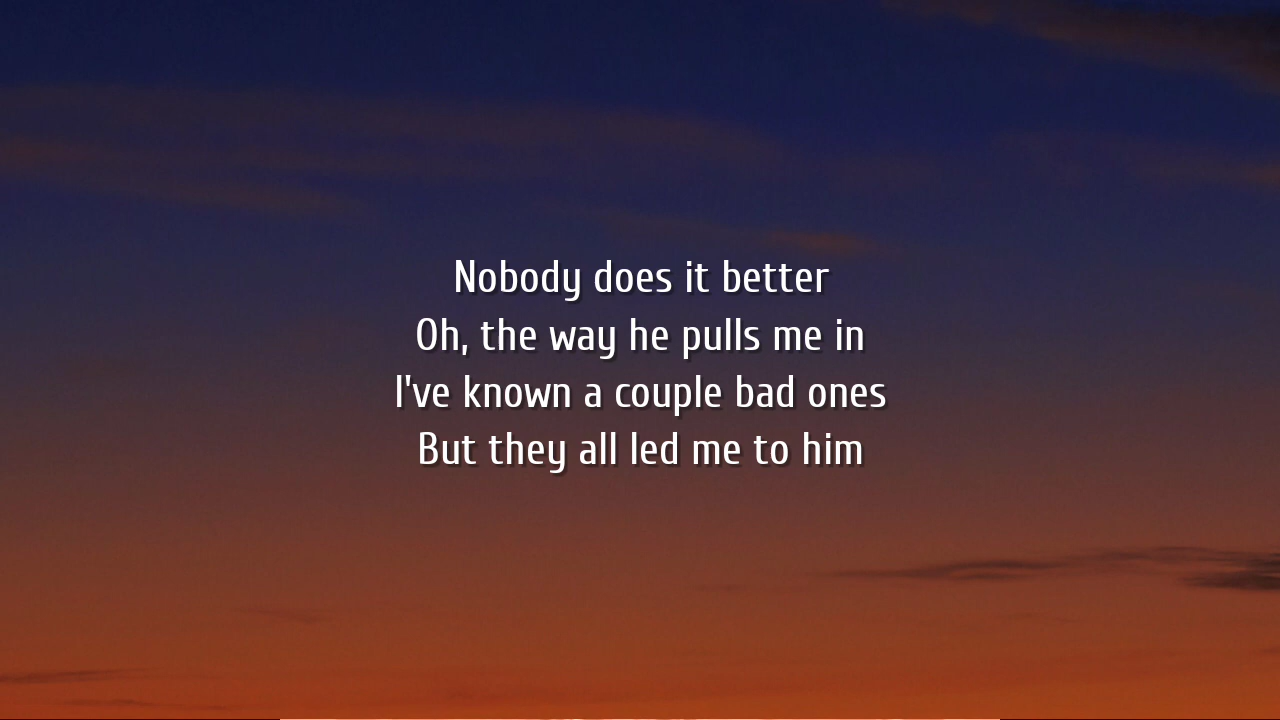 Nobody does it better
Oh, the way he pulls me in
I've known a couple bad ones
But they all led me to him